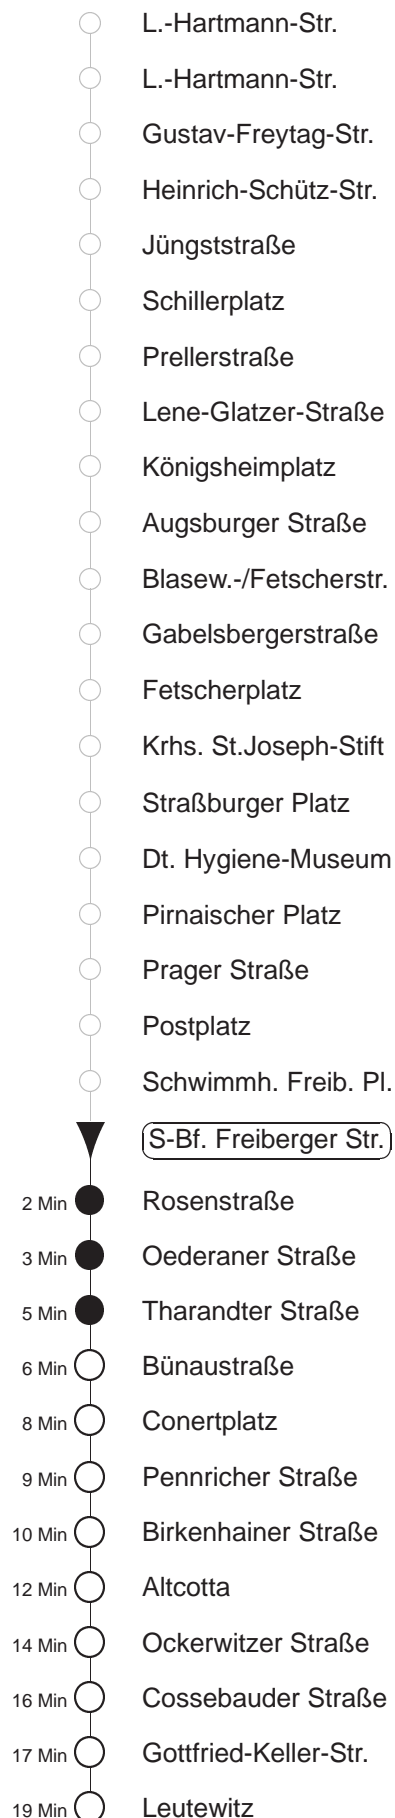 L.-Hartmann-Str.
L.-Hartmann-Str.
Gustav-Freytag-Str.
Heinrich-Schütz-Str.
Jüngststraße
Schillerplatz
Prellerstraße
Lene-Glatzer-Straße
Königsheimplatz
Augsburger Straße
Blasew.-/Fetscherstr.
Gabelsbergerstraße
Fetscherplatz
Krhs. St.Joseph-Stift
Straßburger Platz
Dt. Hygiene-Museum
Pirnaischer Platz
Prager Straße
Postplatz
Schwimmh. Freib. Pl.
S-Bf. Freiberger Str.
2 Min Rosenstraße
3 Min Oederaner Straße
5 Min Tharandter Straße
6 Min Bünaustraße
8 Min Conertplatz
9 Min Pennricher Straße
10 Min Birkenhainer Straße
12 Min Altcotta
14 Min Ockerwitzer Straße
16 Min Cossebauder Straße
17 Min Gottfried-Keller-Str.
19 Min Leutewitz